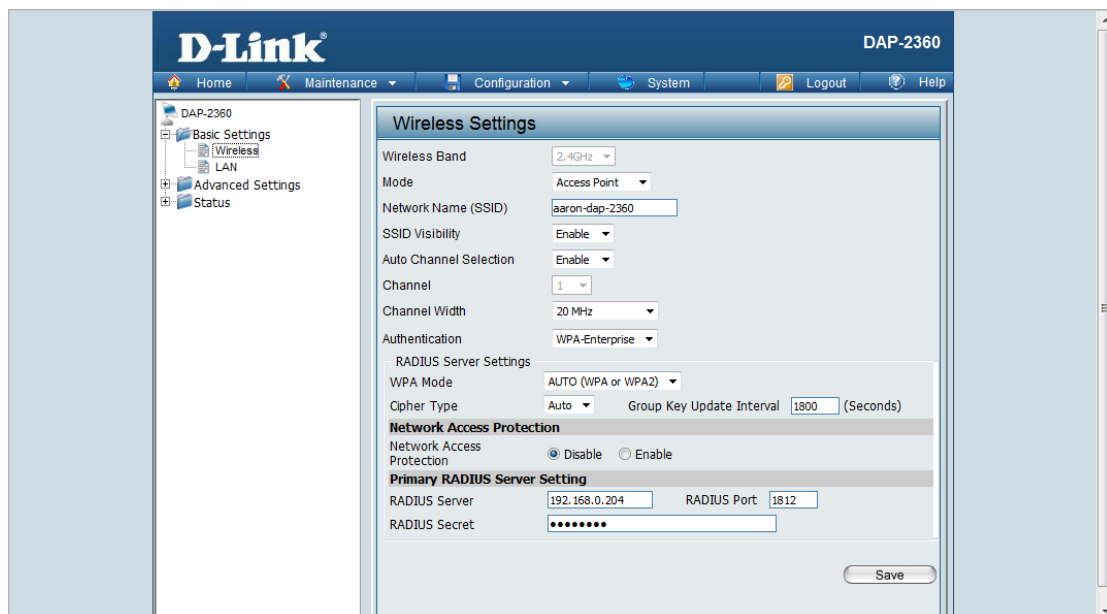 D-Link® DAP-2360
Home Maintenance Configuration System Logout Help
DAP-2360
Basic Settings
Wireless
LAN
Advanced Settings
Status
Wireless Settings
Wireless Band 2.4GHz
Mode Access Point
Network Name (SSID) aaron-dap-2360
SSID Visibility Enable
Auto Channel Selection Enable
Channel 1
Channel Width 20 MHz
Authentication WPA-Enterprise
RADIUS Server Settings
WPA Mode AUTO (WPA or WPA2)
Cipher Type Auto Group Key Update Interval 1800 (Seconds)
Network Access Protection
Network Access
Protection Disable Enable
Primary RADIUS Server Setting
RADIUS Server 192.168.0.204 RADIUS Port 1812
RADIUS Secret ●●●●●●●●
Save